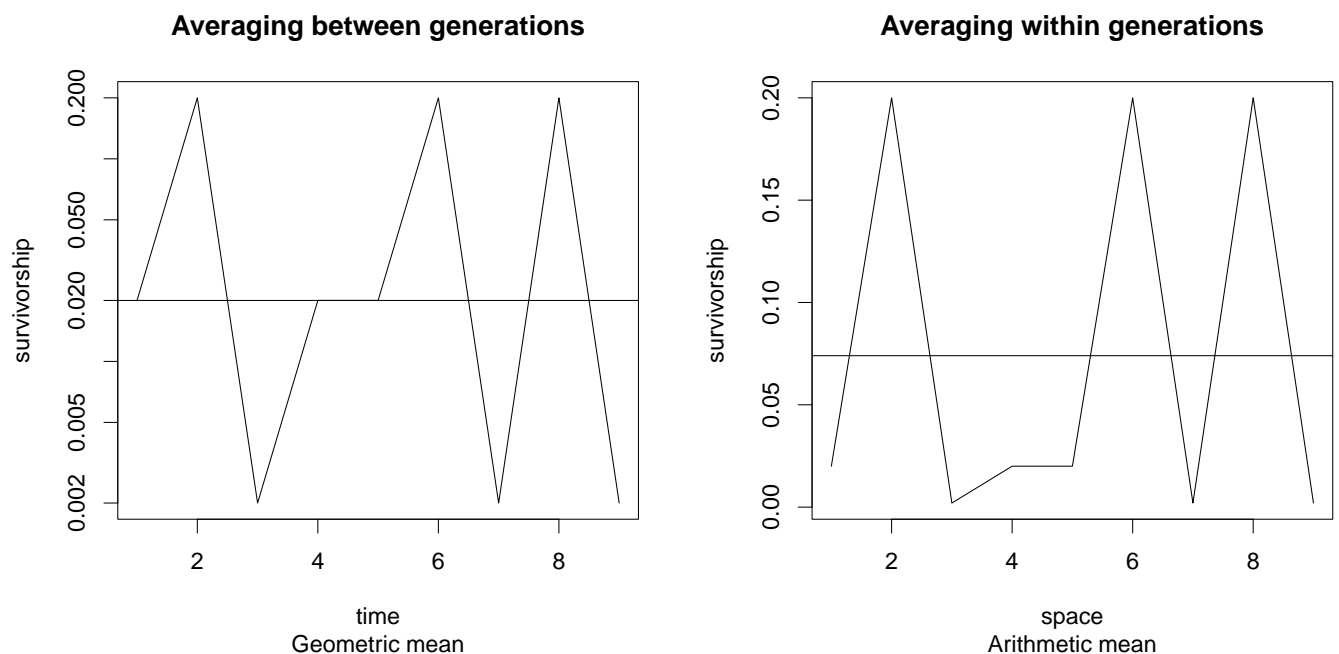 Averaging between generations
survivorship
0.200
0.050
0.020
0.005
0.002
2 4 6 8
time
Geometric mean
Averaging within generations
survivorship
0.20
0.15
0.10
0.05
0.00
2 4 6 8
space
Arithmetic mean